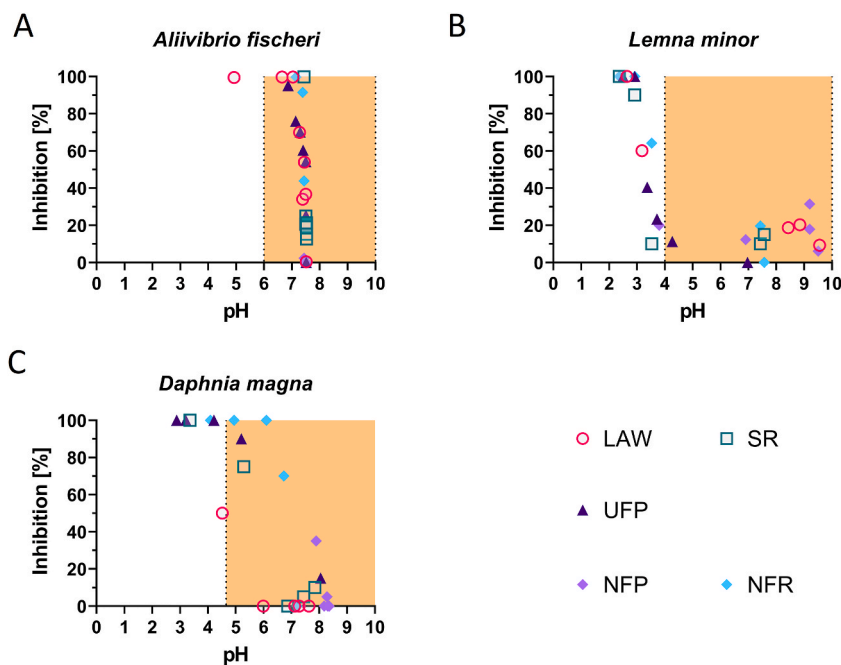 A
Aliivibrio fischeri
Inhibition [%]
100
80
60
40
20
0
0 1 2 3 4 5 6 7 8 9 10
pH
B
Lemna minor
Inhibition [%]
100
80
60
40
20
0
0 1 2 3 4 5 6 7 8 9 10
pH
C
Daphnia magna
Inhibition [%]
100
80
60
40
20
0
0 1 2 3 4 5 6 7 8 9 10
pH
LAW SR
UFP
NFP NFR